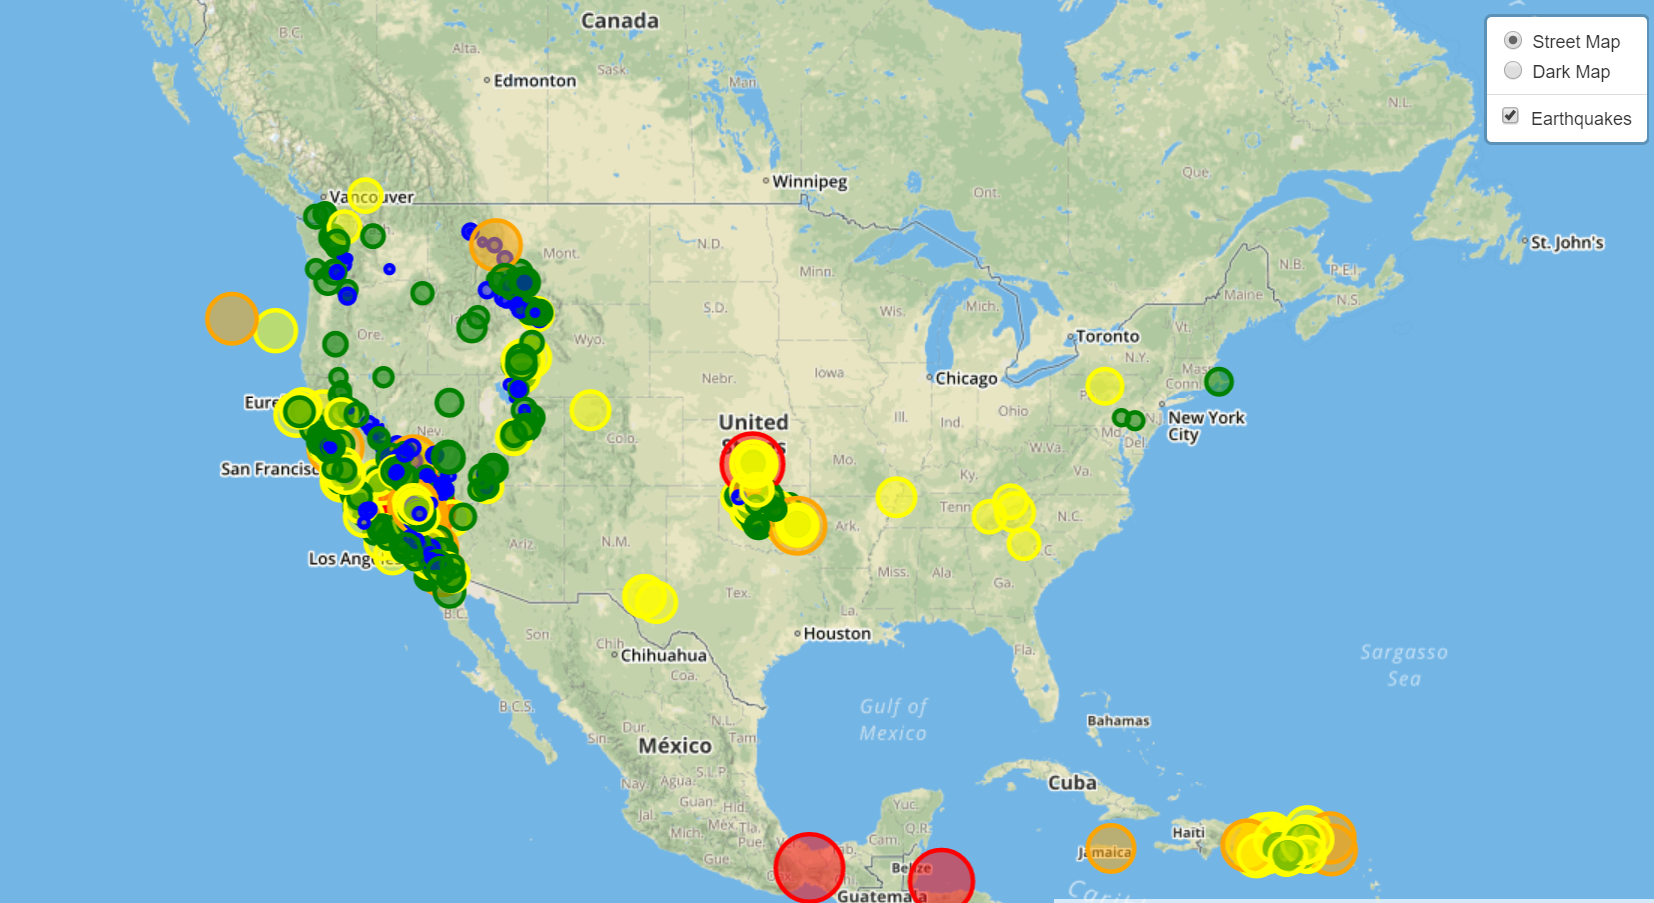 Canada
B.C.
Alta.
Sask.
Man.
Edmonton
Street Map
Dark Map
Earthquakes
N.L.
Que.
Winnipeg
Ont.
Vancouver
St. John's
N.B.
P.E.I.
N.S.
Maine
Mont.
N.D.
Minn.
S.D.
Wis.
Mich.
Toronto
Vt.
N.Y.
Mass.
Conn.
Ore.
Wyo.
Nebr.
Iowa
Chicago
Ill.
Ind.
Ohio
New York
City
N.J.
Md.
Del.
W.Va.
Va.
Nev.
Colo.
United
Mo.
Ky.
San Francisc
Tenn
N.C.
Ark.
Los Ang
Ariz.
N.M.
Tex.
Miss.
Ala.
Ga.
La.
B.C.
Son.
Chih.
Houston
Chihuahua
Coa.
Fla.
Sargasso
Sea
B.C.S.
Gulf of
Mexico
Bahamas
Dur.
N.L.
Sin.
Tam.
México
S.L.P.
Nay.
Agua.
Cuba
Guan.
Hid.
Yuc.
Jal.
Méx.
Tla.
Q.R.
Mich.
Pue.
Haiti
Gue.
Jamaica
Belize
Guatemala